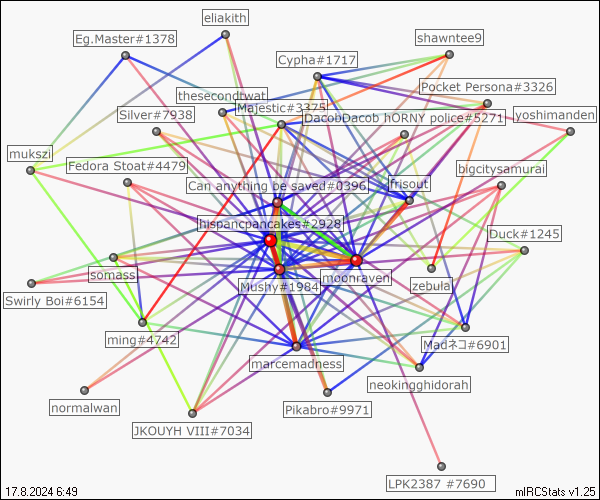 eliakith
Eg.Master#1378
shawntee9
Cypha#1717
Pocket Persona#3326
thesecondtwat
Majestic#3375
Silver#7938
DacobDacob hORNY police#5271
yoshimanden
mukszi
Fedora Stoat#4479
bigcitysamurai
Can anything be saved#0396
frisout
hispancpancakes#2928
Duck#1245
somass
moonraven
Mushy#1984
zebuła
Swirly Boi#6154
ming#4742
Madネコ#6901
marcemadness
neokingghidorah
normalwan
Pikabro#9971
JKOUYH VIII#7034
LPK2387 #7690
17.8.2024 6:49
mIRCStats v1.25